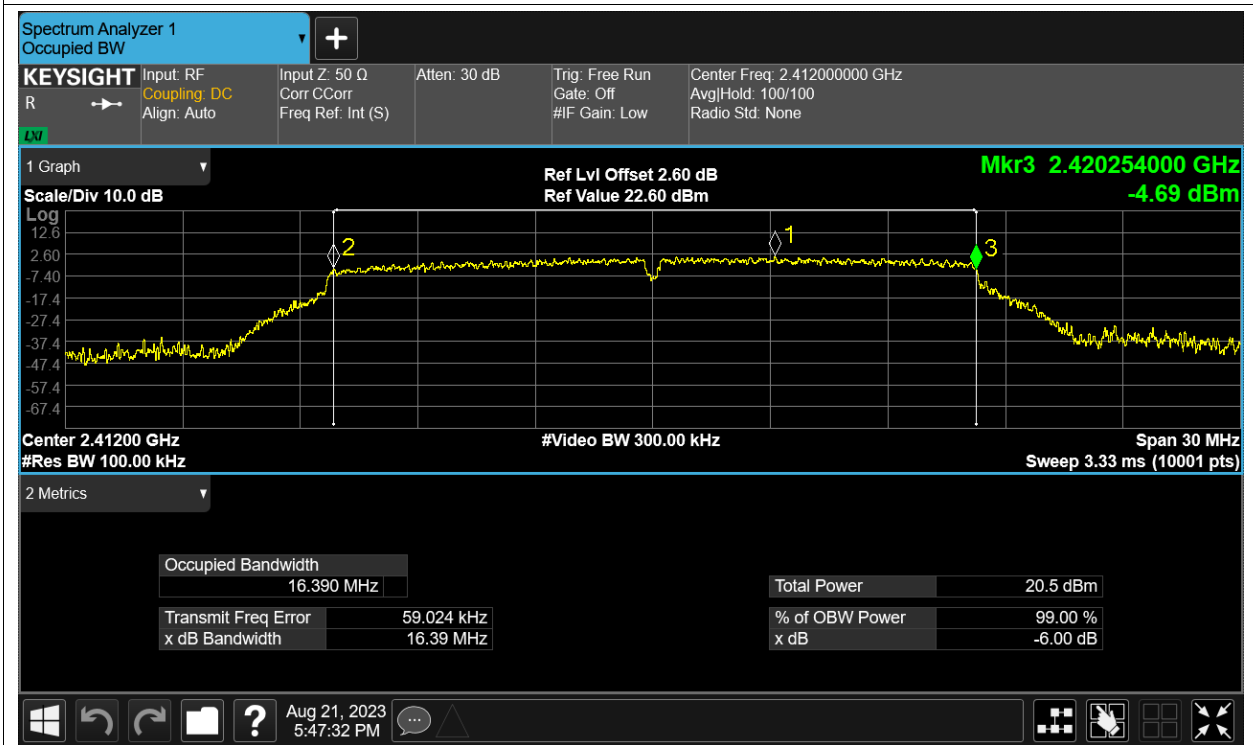 Spectrum Analyzer 1
Occupied BW
KEYSIGHT
R
LXI
Input: RF
Coupling: DC
Align: Auto
Input Z: 50 Ω
Corr CCorr
Freq Ref: Int (S)
Atten: 30 dB
Trig: Free Run
Gate: Off
#IF Gain: Low
Center Freq: 2.412000000 GHz
Avg|Hold: 100/100
Radio Std: None
1 Graph
Scale/Div 10.0 dB
Ref Lvl Offset 2.60 dB
Ref Value 22.60 dBm
Mkr3 2.420254000 GHz
-4.69 dBm
Log
12.6
2.60
-7.40
-17.4
-27.4
-37.4
-47.4
-57.4
-67.4
2
1
3
Center 2.41200 GHz
#Video BW 300.00 kHz
Span 30 MHz
#Res BW 100.00 kHz
Sweep 3.33 ms (10001 pts)
2 Metrics
Occupied Bandwidth
16.390 MHz
Transmit Freq Error 59.024 kHz
x dB Bandwidth 16.39 MHz
Total Power 20.5 dBm
% of OBW Power 99.00 %
x dB -6.00 dB
?
Aug 21, 2023
5:47:32 PM